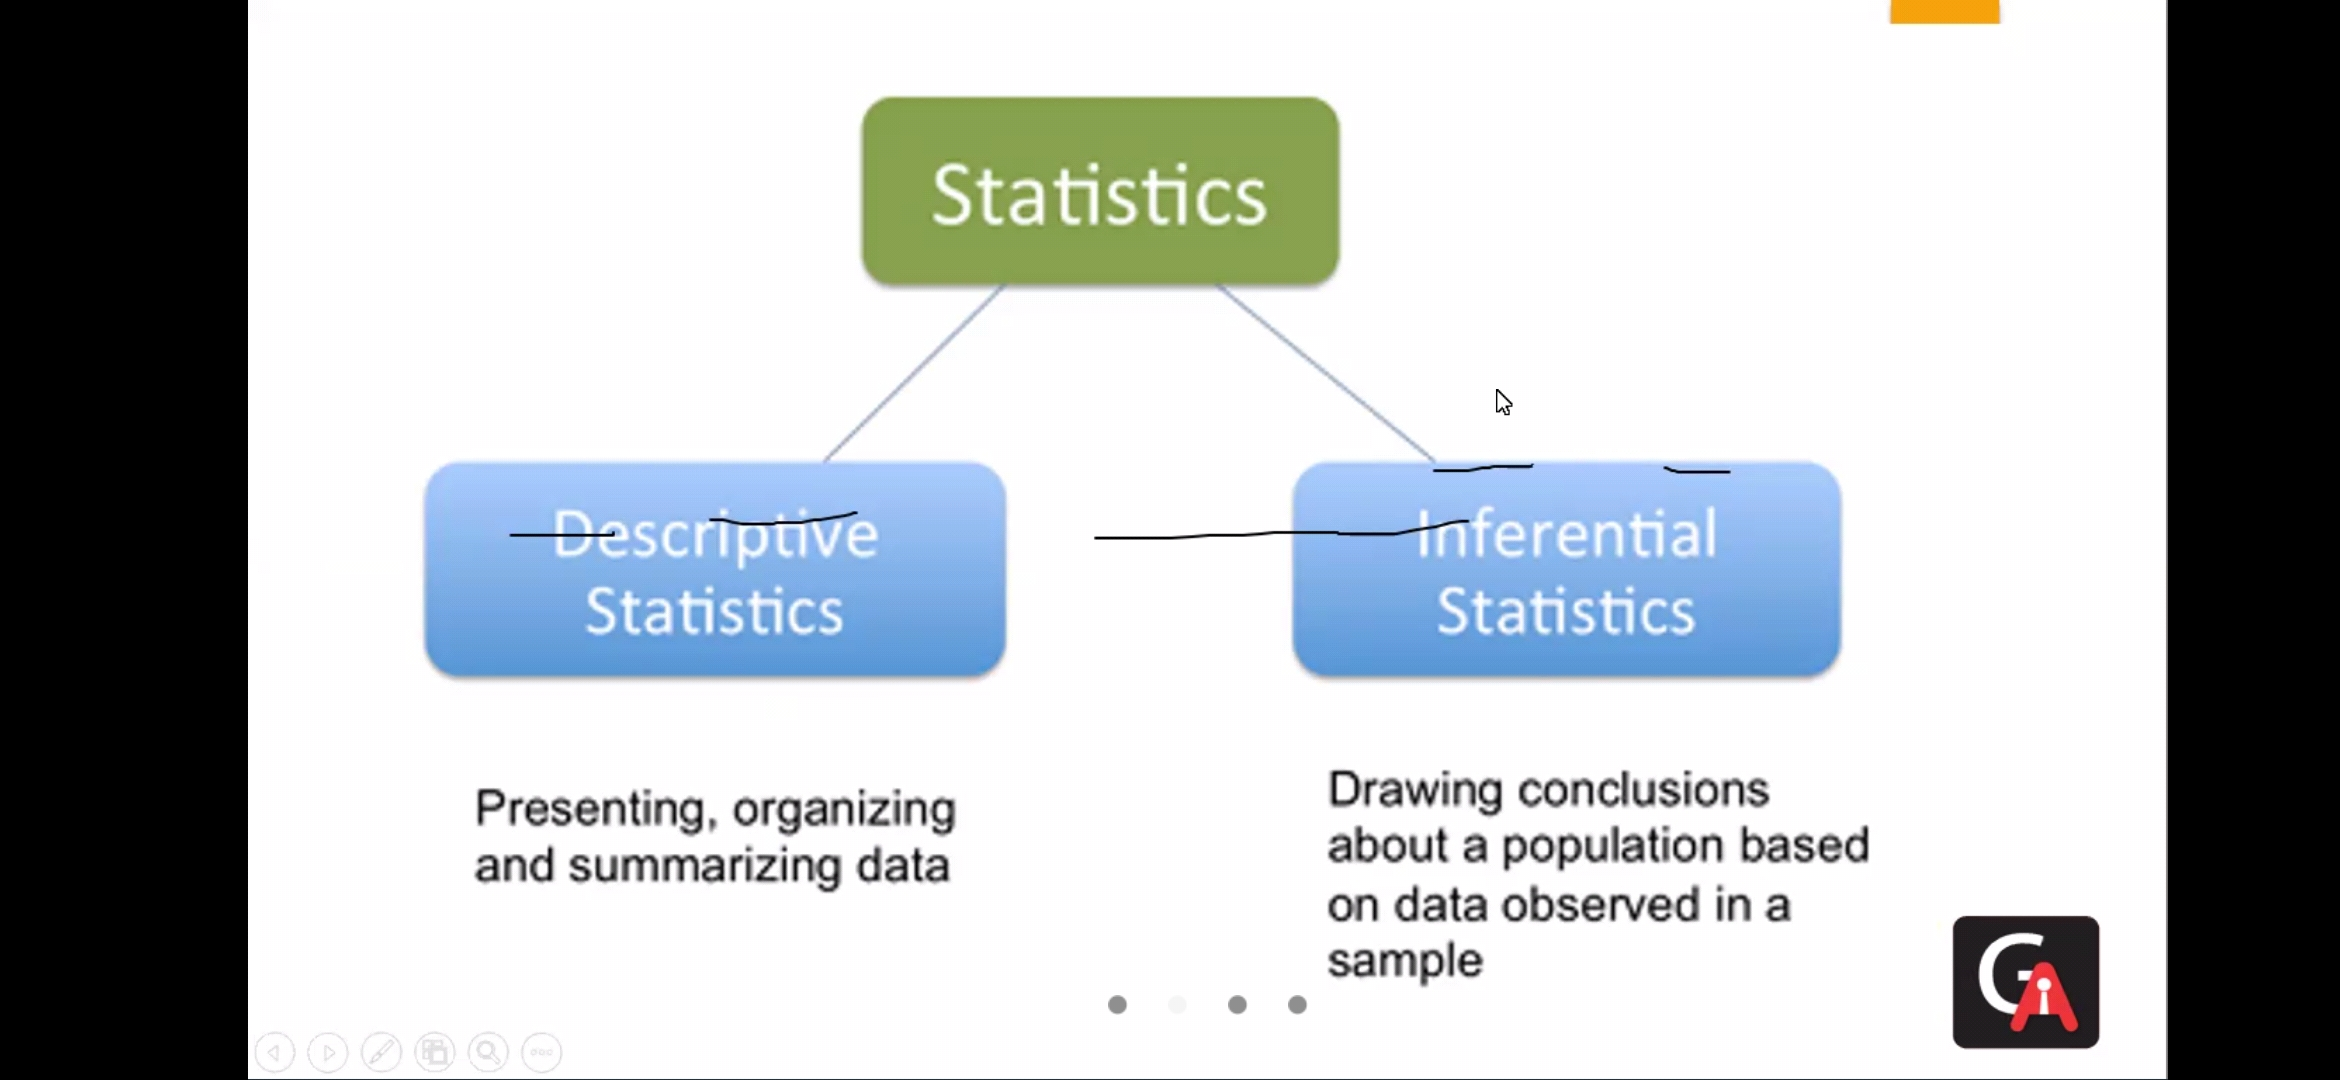 Statistics
Descriptive
Statistics
Inferential
Statistics
Presenting, organizing
and summarizing data
Drawing conclusions
about a population based
on data observed in a
sample
GA